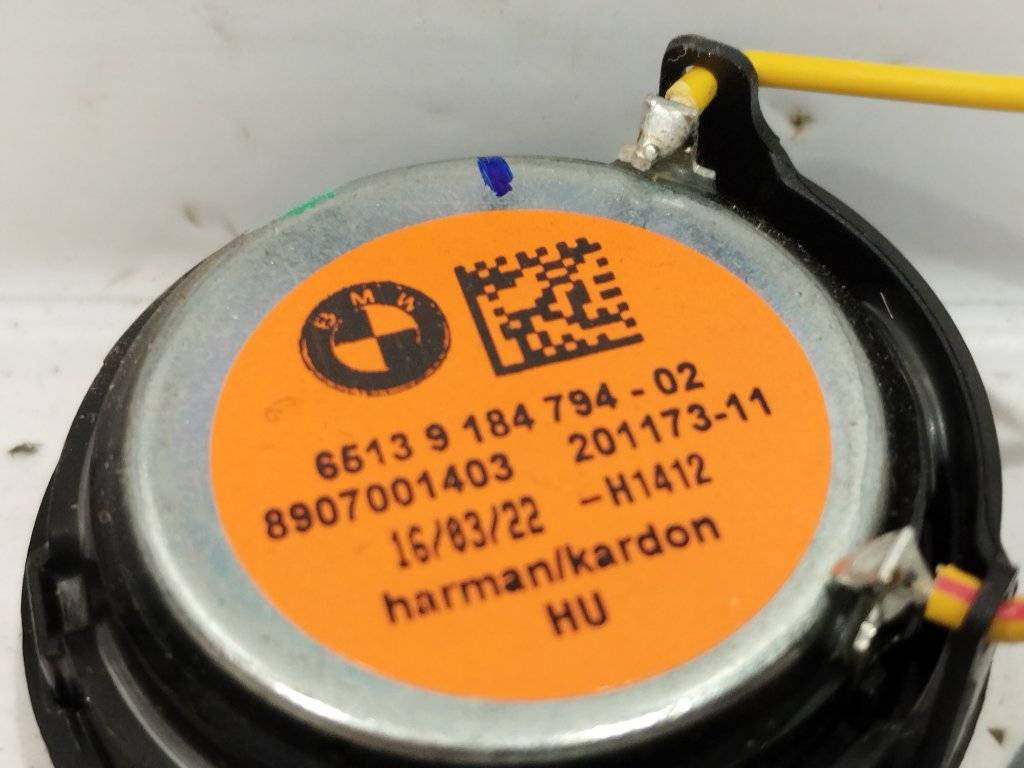 BMW
6513 9 184 794 - 02
8907001403 201173-11
16/03/22 -H1412
harman/kardon
HU